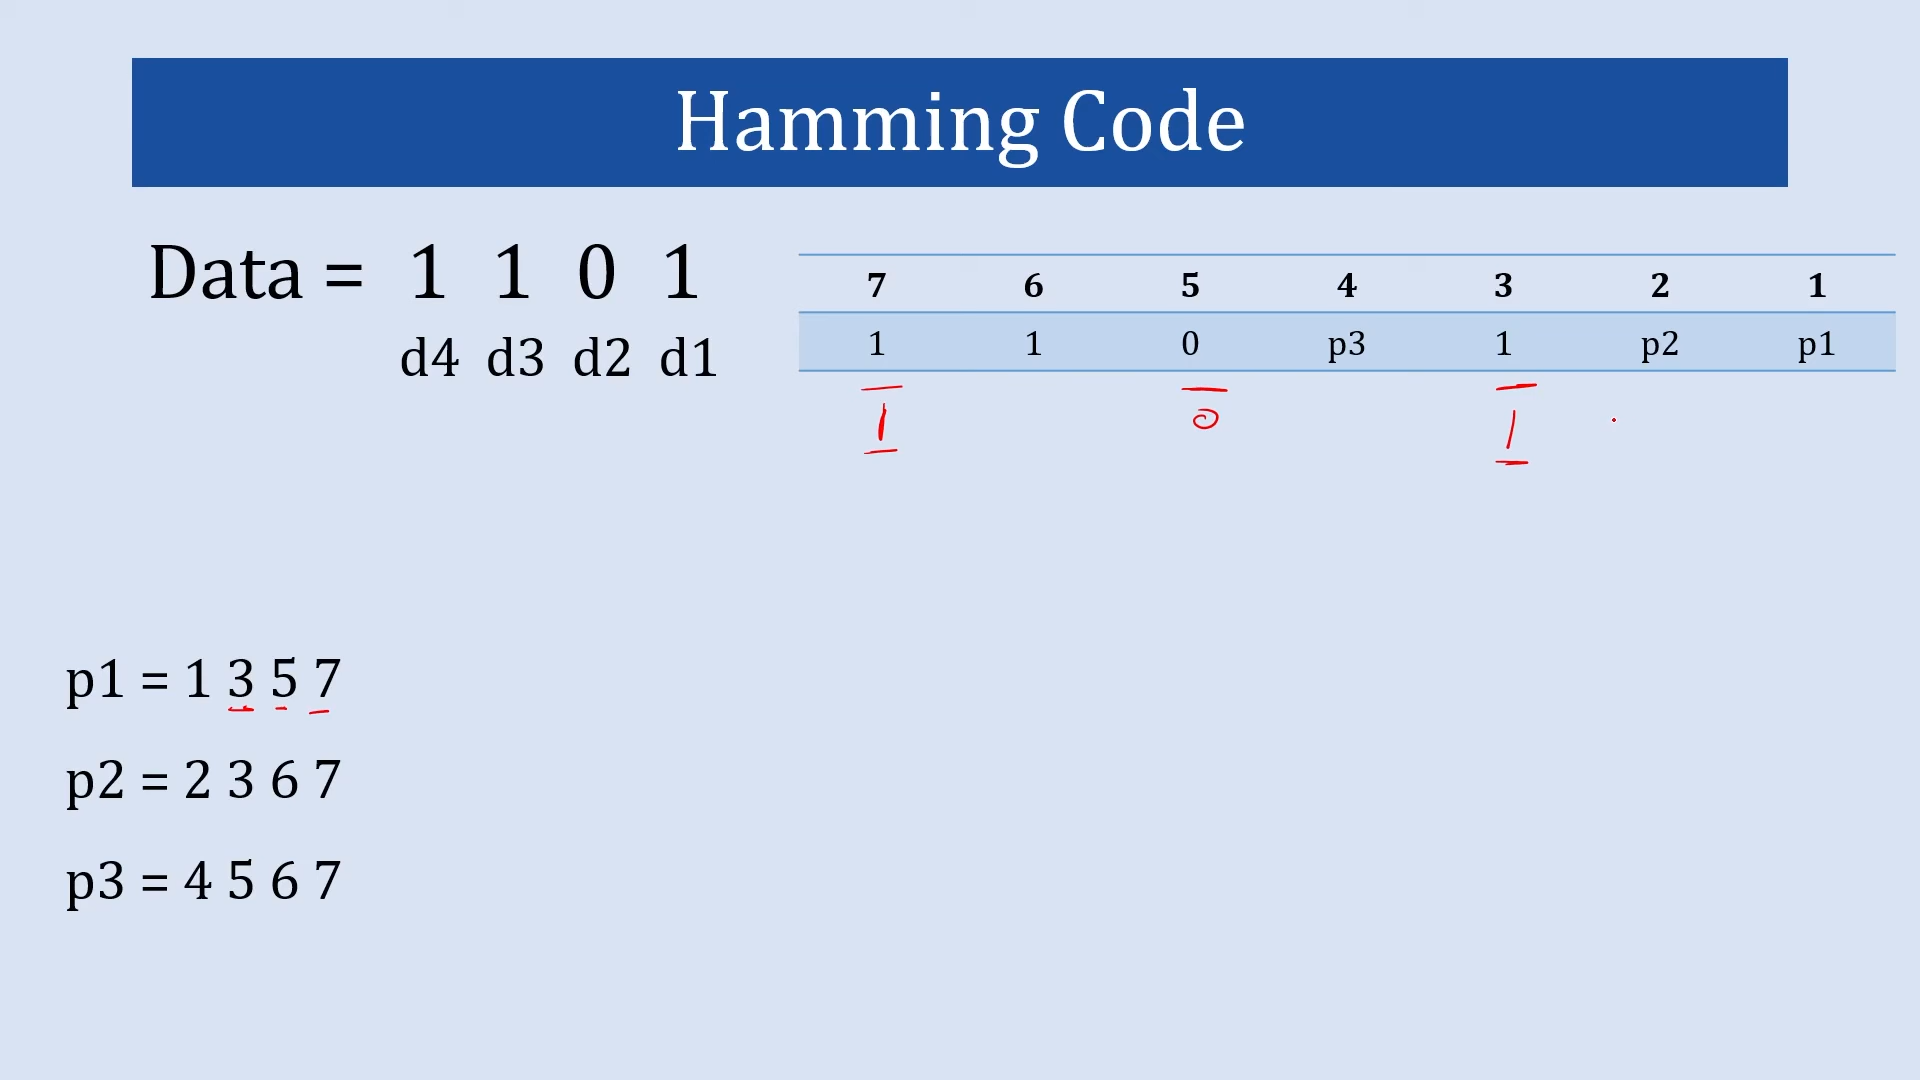 Hamming Code
Data = 1 1 0 1
d4 d3 d2 d1
7 6 5 4 3 2 1
1 1 0 p3 1 p2 p1
1 0 1
p1 = 1 3 5 7
p2 = 2 3 6 7
p3 = 4 5 6 7